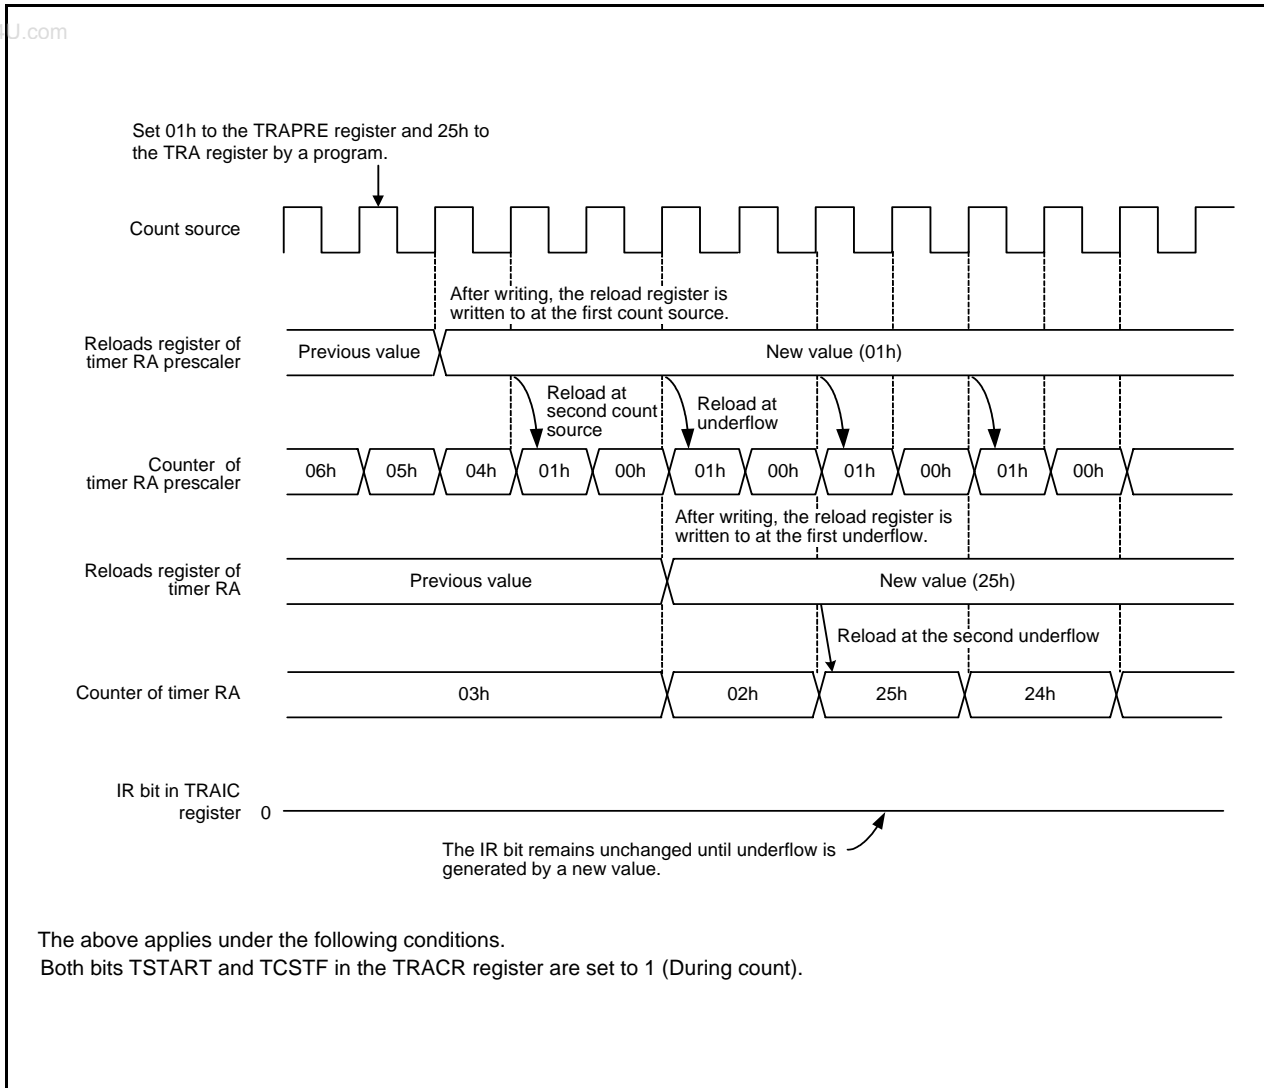 4U.com
Set 01h to the TRAPRE register and 25h to
the TRA register by a program.
Count source
After writing, the reload register is
written to at the first count source.
Reloads register of
timer RA prescaler
Previous value
New value (01h)
Reload at
second count
source
Reload at
underflow
Counter of
timer RA prescaler
06h 05h 04h 01h 00h 01h 00h 01h 00h 01h 00h
After writing, the reload register is
written to at the first underflow.
Reloads register of
timer RA
Previous value
New value (25h)
Reload at the second underflow
Counter of timer RA
03h 02h 25h 24h
IR bit in TRAIC
register
0
The IR bit remains unchanged until underflow is
generated by a new value.
The above applies under the following conditions.
Both bits TSTART and TCSTF in the TRACR register are set to 1 (During count).